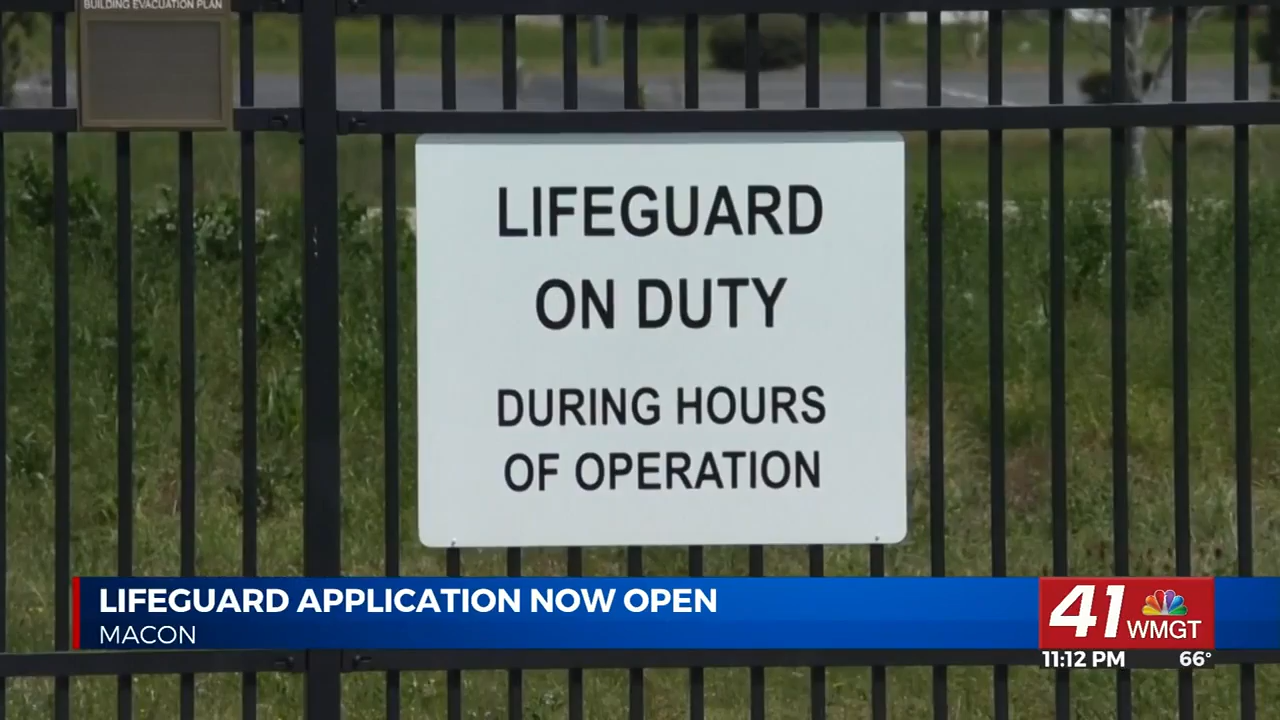 BUILDING EVACUATION PLAN
LIFEGUARD
ON DUTY
DURING HOURS
OF OPERATION
LIFEGUARD APPLICATION NOW OPEN
MACON
41
WMGT
11:12 PM 66°